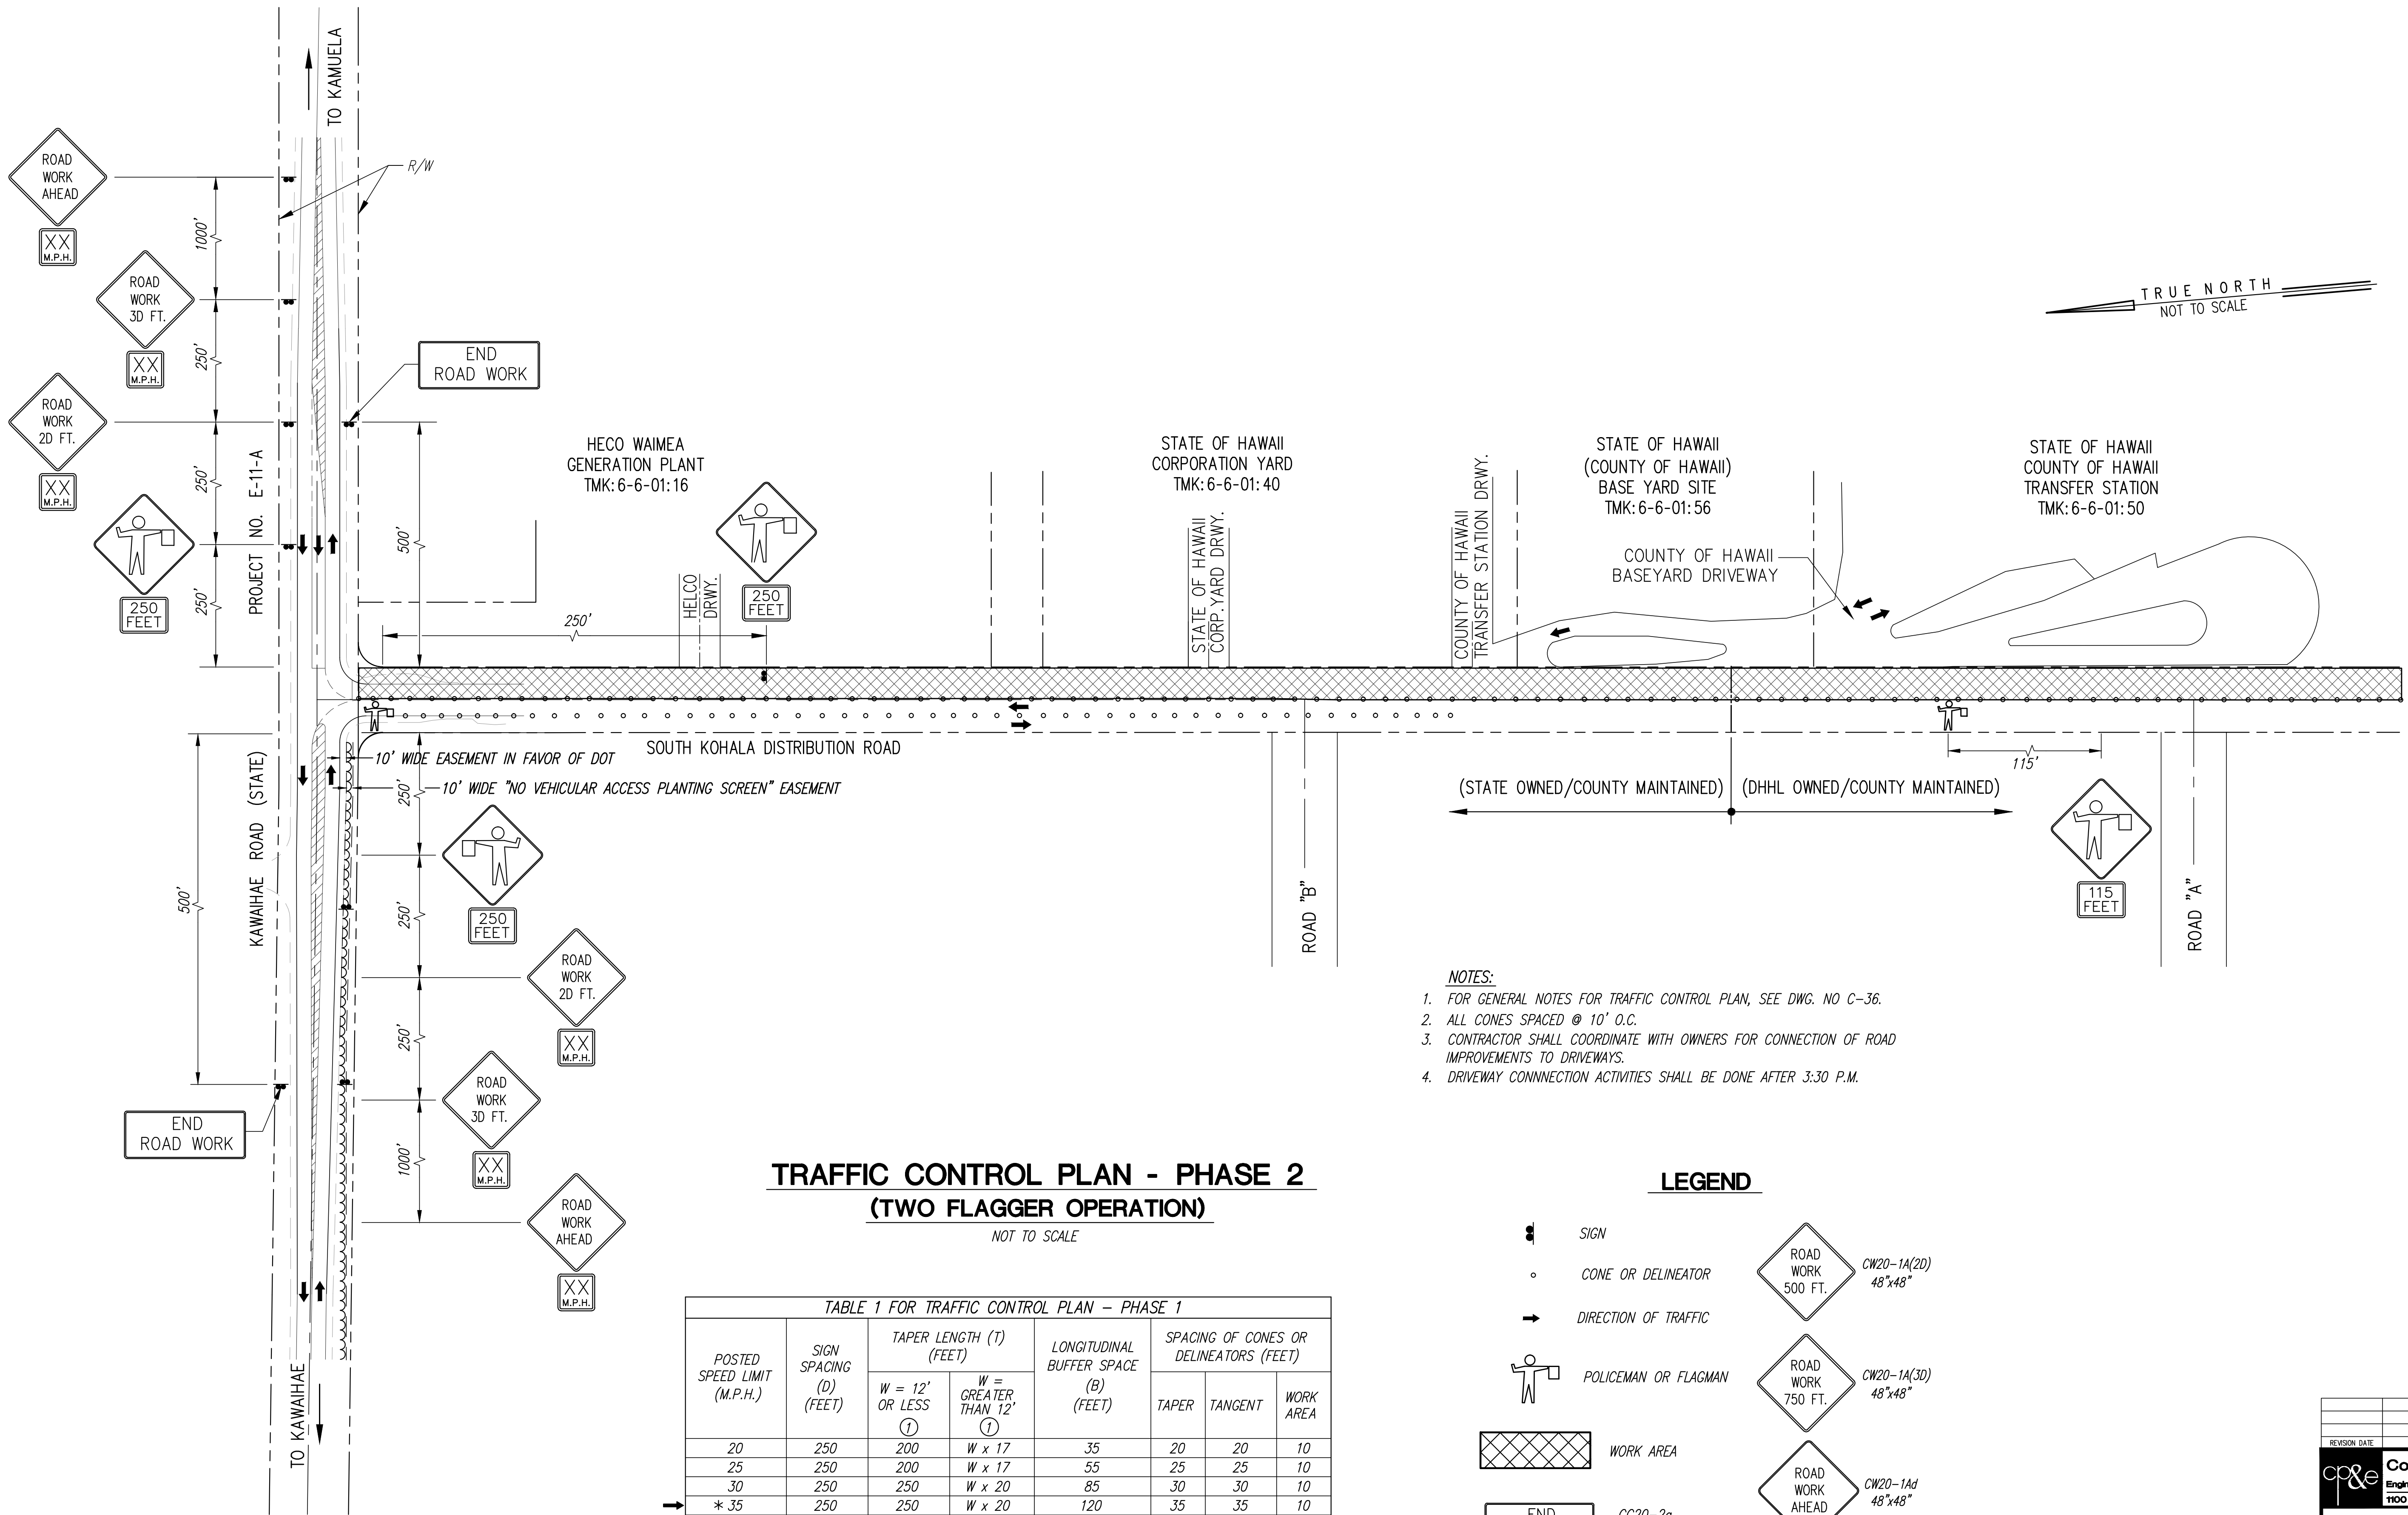 TO KAMUELA
R/W
ROAD
WORK
AHEAD
XX
M.P.H.
1000'
ROAD
WORK
3D FT.
XX
M.P.H.
250'
ROAD
WORK
2D FT.
XX
M.P.H.
250'
250
FEET
250'
PROJECT NO. E-11-A
END
ROAD WORK
500'
HECO WAIMEA
GENERATION PLANT
TMK: 6-6-01: 16
250'
HELCO
DRWY.
250
FEET
STATE OF HAWAII
CORPORATION YARD
TMK: 6-6-01: 40
STATE OF HAWAII
CORP.YARD DRWY.
COUNTY OF HAWAII
TRANSFER STATION DRWY.
STATE OF HAWAII
(COUNTY OF HAWAII)
BASE YARD SITE
TMK: 6-6-01: 56
COUNTY OF HAWAII
BASEYARD DRIVEWAY
STATE OF HAWAII
COUNTY OF HAWAII
TRANSFER STATION
TMK: 6-6-01: 50
TRUE NORTH
NOT TO SCALE
SOUTH KOHALA DISTRIBUTION ROAD
10' WIDE EASEMENT IN FAVOR OF DOT
10' WIDE "NO VEHICULAR ACCESS PLANTING SCREEN" EASEMENT
KAWAIHAE ROAD (STATE)
500'
END
ROAD WORK
250'
250
FEET
250'
ROAD
WORK
2D FT.
XX
M.P.H.
250'
ROAD
WORK
3D FT.
XX
M.P.H.
1000'
ROAD
WORK
AHEAD
XX
M.P.H.
TO KAWAIHAE
(STATE OWNED/COUNTY MAINTAINED)
(DHHL OWNED/COUNTY MAINTAINED)
115'
115
FEET
ROAD "B"
ROAD "A"
NOTES:
1. FOR GENERAL NOTES FOR TRAFFIC CONTROL PLAN, SEE DWG. NO C-36.
2. ALL CONES SPACED @ 10' O.C.
3. CONTRACTOR SHALL COORDINATE WITH OWNERS FOR CONNECTION OF ROAD
IMPROVEMENTS TO DRIVEWAYS.
4. DRIVEWAY CONNNECTION ACTIVITIES SHALL BE DONE AFTER 3:30 P.M.
TRAFFIC CONTROL PLAN - PHASE 2
(TWO FLAGGER OPERATION)
NOT TO SCALE
TABLE 1 FOR TRAFFIC CONTROL PLAN - PHASE 1
POSTED
SPEED LIMIT
(M.P.H.)
SIGN
SPACING
(D)
(FEET)
TAPER LENGTH (T)
(FEET)
W = 12'
OR LESS
1
W =
GREATER
THAN 12'
1
LONGITUDINAL
BUFFER SPACE
(B)
(FEET)
SPACING OF CONES OR
DELINEATORS (FEET)
TAPER
TANGENT
WORK
AREA
20 250 200 W x 17 35 20 20 10
25 250 200 W x 17 55 25 25 10
30 250 250 W x 20 85 30 30 10
* 35 250 250 W x 20 120 35 35 10
LEGEND
SIGN
CONE OR DELINEATOR
DIRECTION OF TRAFFIC
POLICEMAN OR FLAGMAN
WORK AREA
END
CG20-2a
ROAD
WORK
500 FT.
CW20-1A(2D)
48"x48"
ROAD
WORK
750 FT.
CW20-1A(3D)
48"x48"
ROAD
WORK
AHEAD
CW20-1Ad
48"x48"
REVISION DATE
cp&e
Co
Engin
1100